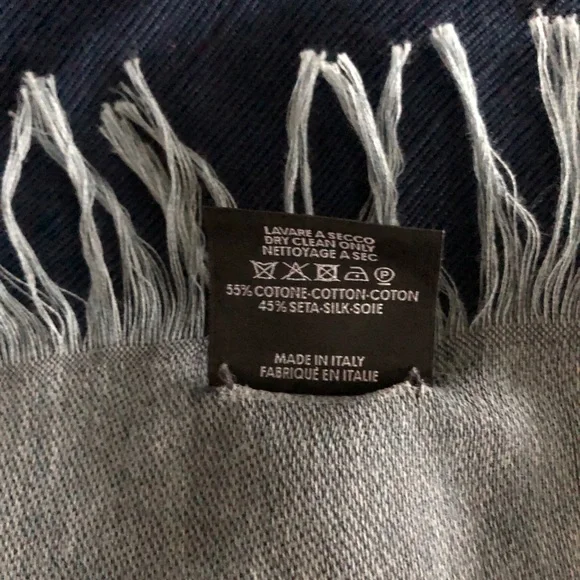 LAVARE A SECCO
DRY CLEAN ONLY
NETTOYAGE A SEC
P
55% COTONE-COTTON-COTON
45% SETA-SILK-SOIE
MADE IN ITALY
FABRIQUÉ EN ITALIE